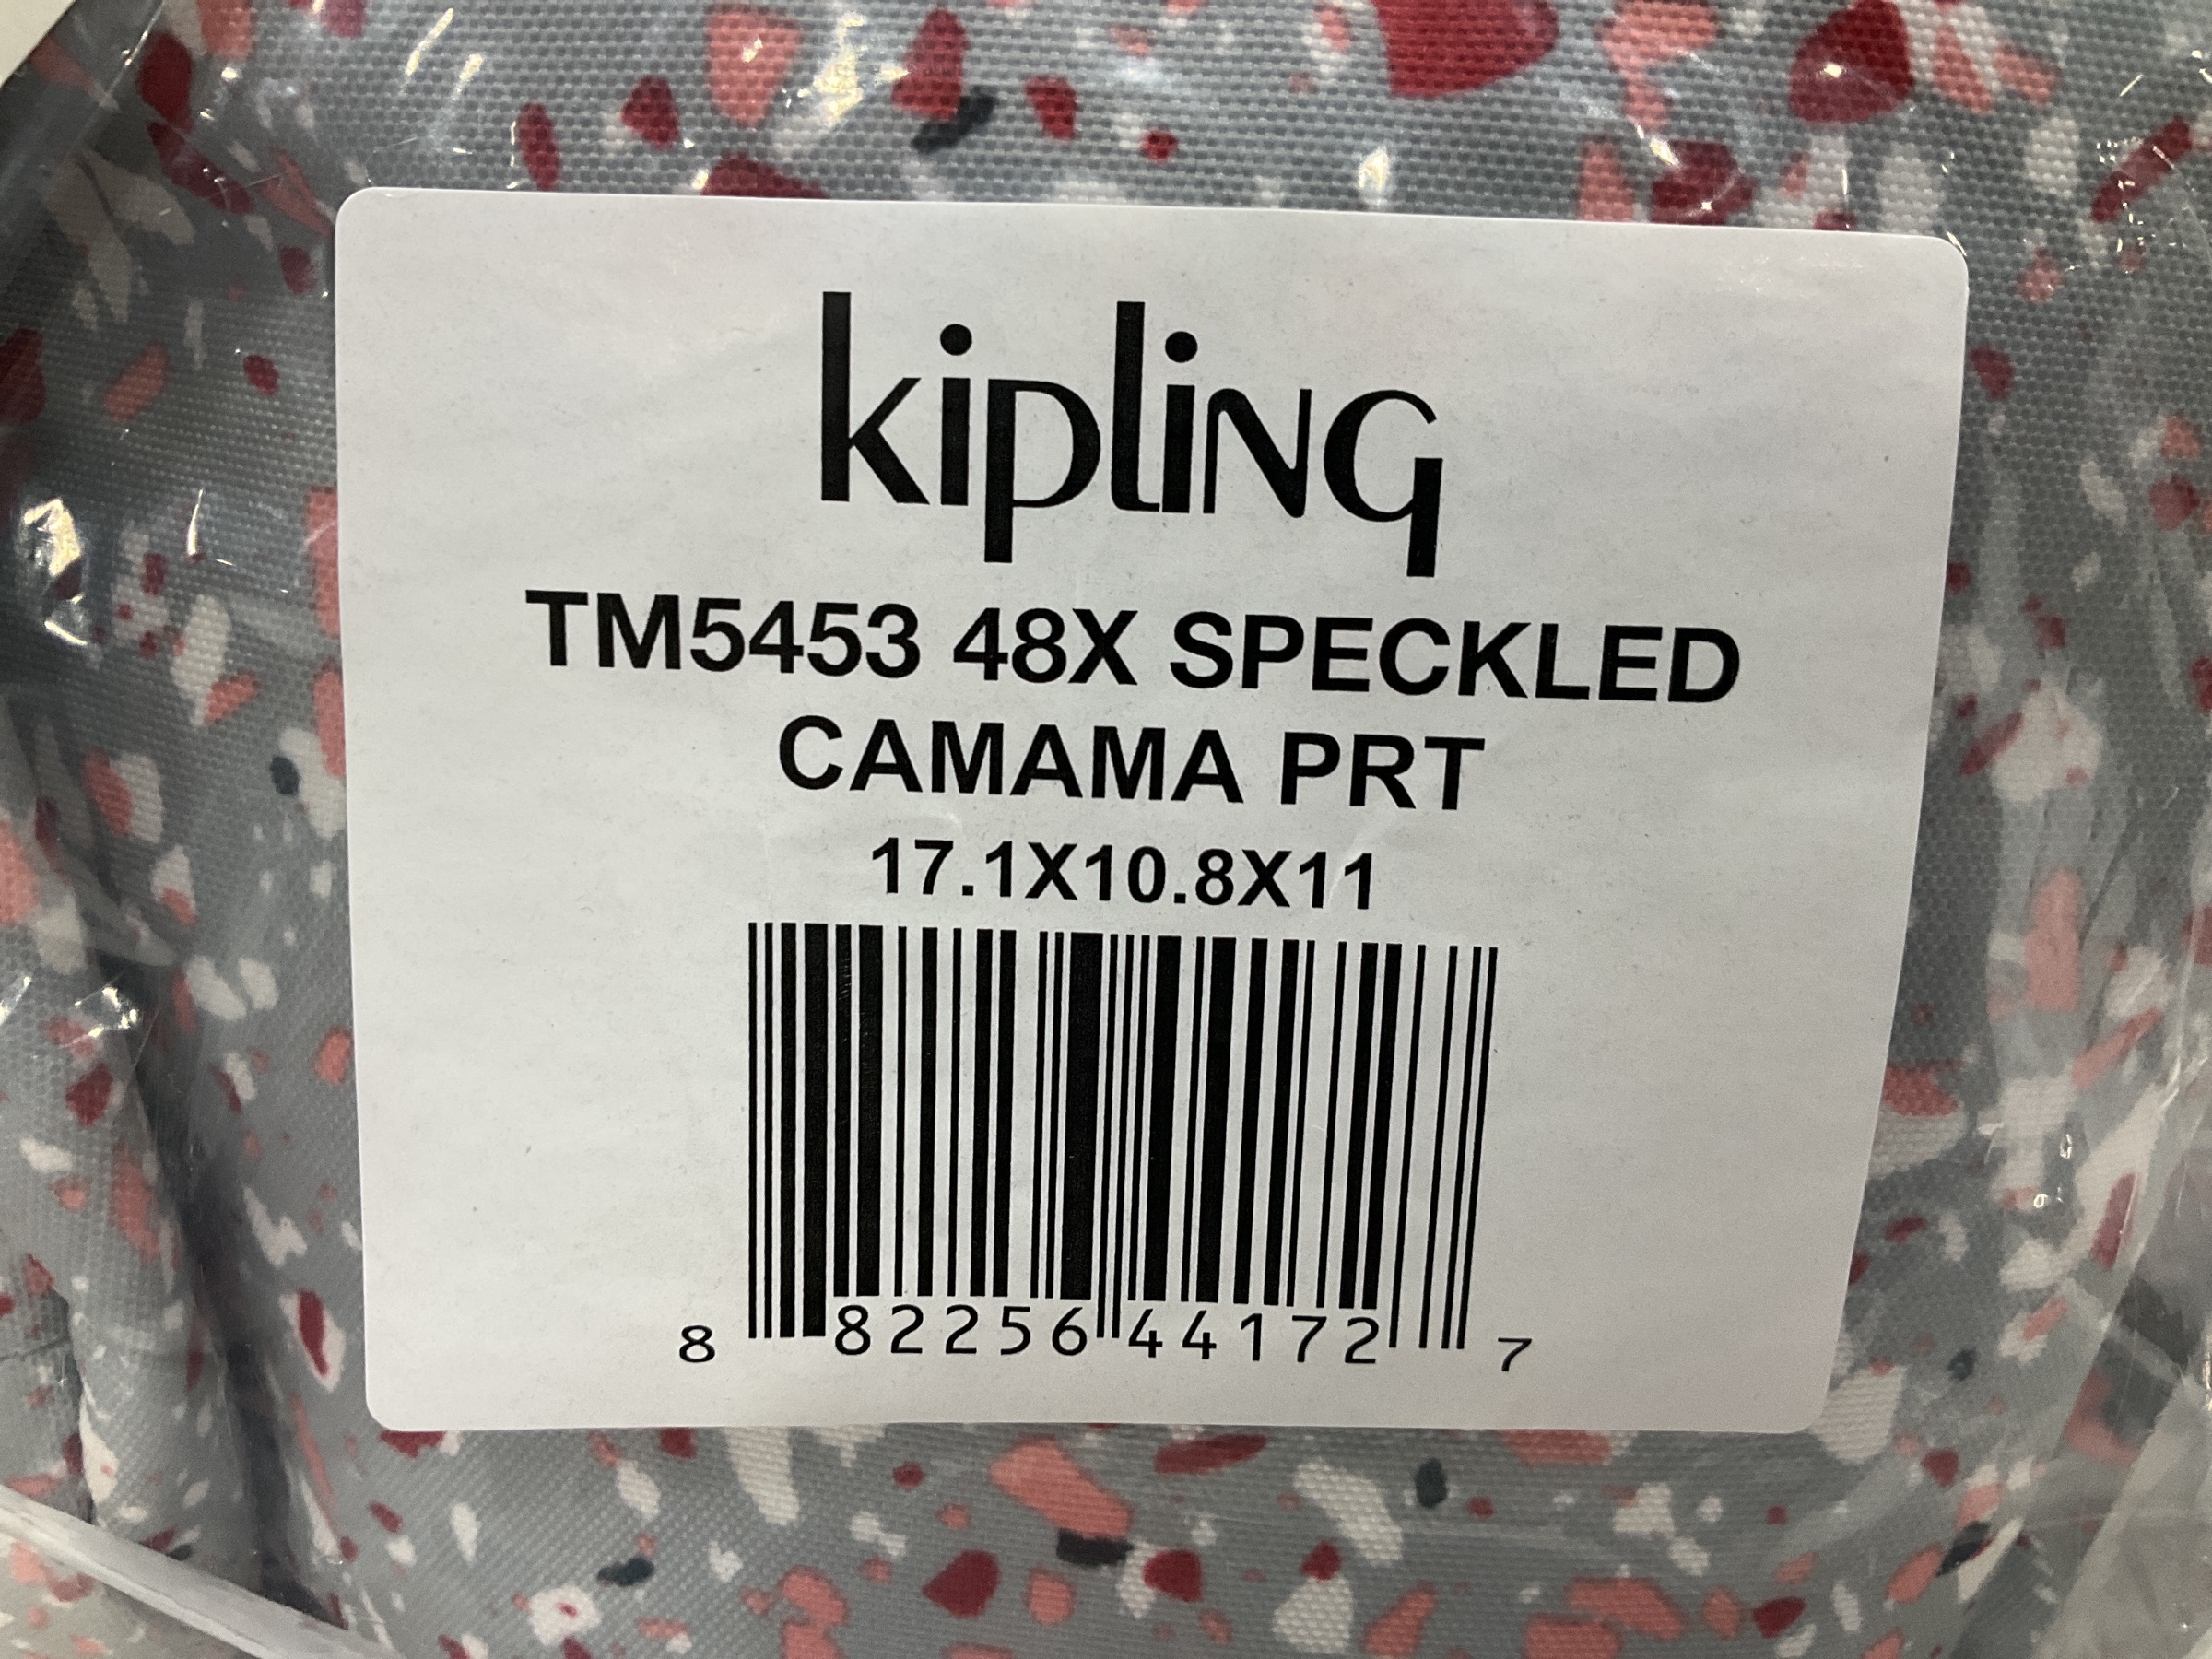 kipling
TM5453 48X SPECKLED
CAMAMA PRT
17.1X10.8X11
8 82256 44172 7